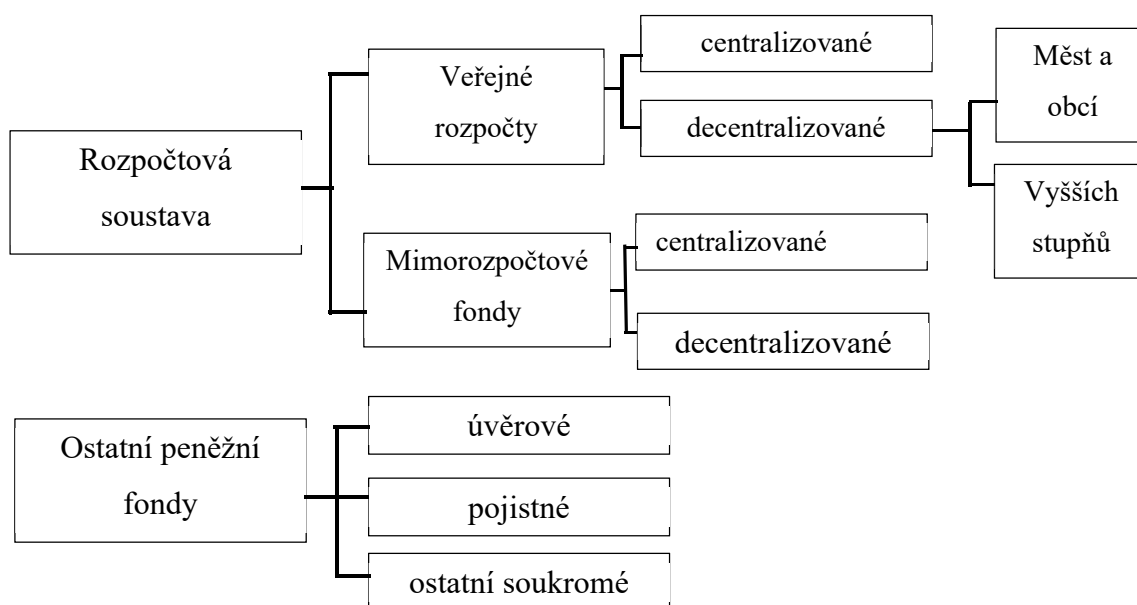 Rozpočtová
soustava
Veřejné
rozpočty
centralizované
decentralizované
Měst a
obcí
Vyšších
stupňů
Mimorozpočtové
fondy
centralizované
decentralizované
Ostatní peněžní
fondy
úvěrové
pojistné
ostatní soukromé